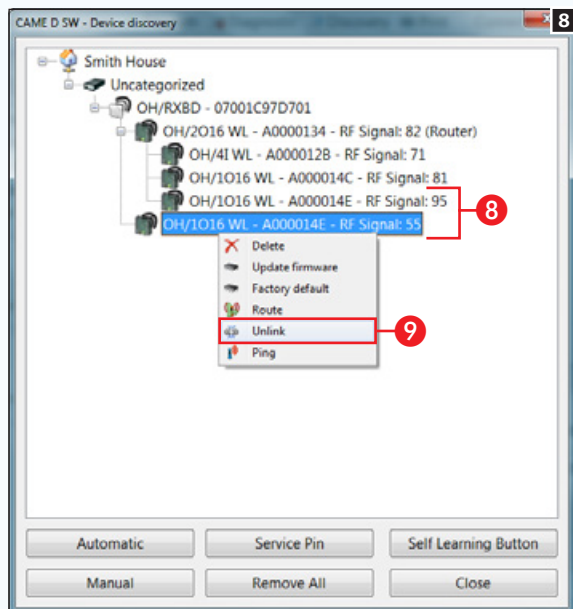 CAME D SW - Device discovery
8
Smith House
Uncategorized
OH/RXBD - 07001C97D701
OH/2O16 WL - A0000134 - RF Signal: 82 (Router)
OH/4I WL - A000012B - RF Signal: 71
OH/1O16 WL - A000014C - RF Signal: 81
OH/1O16 WL - A000014E - RF Signal: 95
8
OH/1O16 WL - A000014E - RF Signal: 55
Delete
Update firmware
Factory default
Route
Unlink
9
Ping
Automatic Service Pin Self Learning Button
Manual Remove All Close